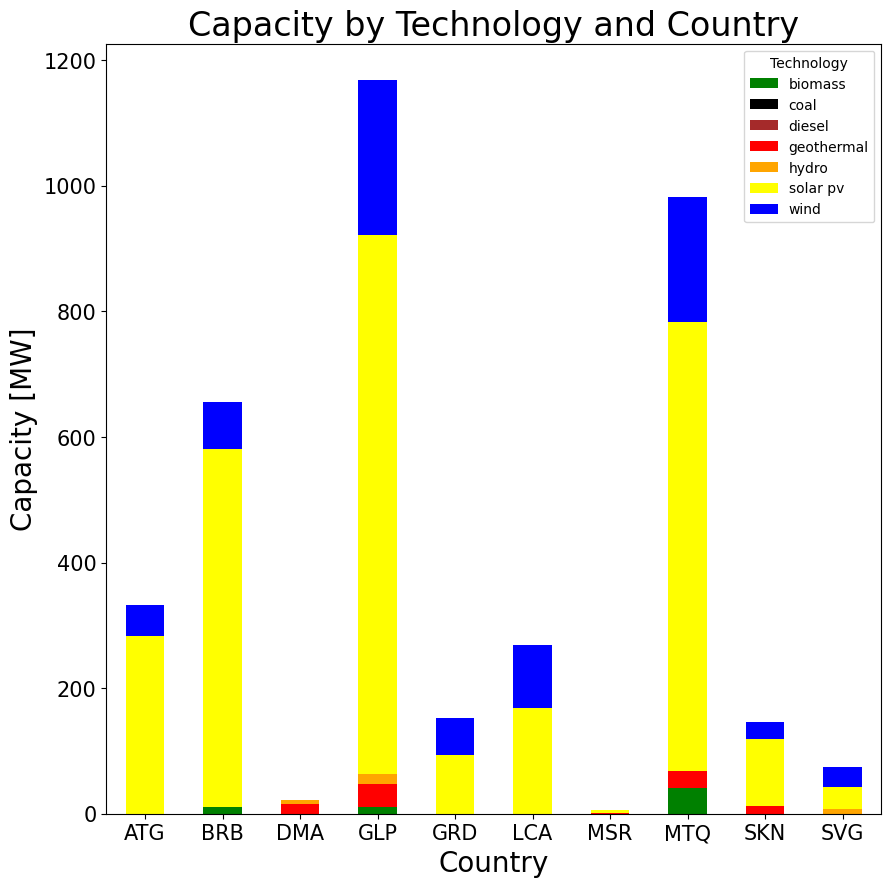 Capacity by Technology and Country
Capacity [MW]
1200
1000
800
600
400
200
0
Technology
biomass
coal
diesel
geothermal
hydro
solar pv
wind
ATG BRB DMA GLP GRD LCA MSR MTQ SKN SVG
Country